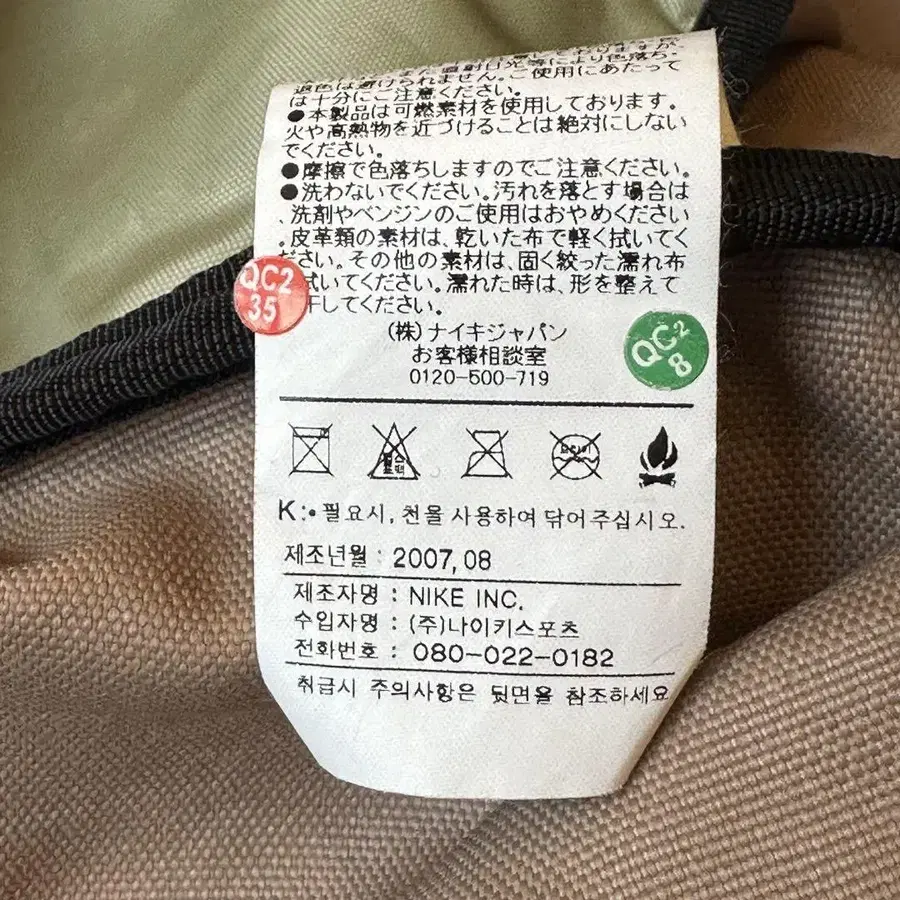 また直射日光等により色落ち・
退色は避けられません。ご使用にあたって
は十分にご注意ください。
●本製品は可燃素材を使用しております。
火や高熱物を近づけることは絶対にしない
でください。
●摩擦で色落ちしますのでご注意ください。
●洗わないでください。汚れを落とす場合は
、洗剤やベンジンのご使用はおやめください
。皮革類の素材は、乾いた布で軽く拭いてく
ださい。その他の素材は、固く絞った濡れ布
拭いてください。濡れた時は、形を整えて
干してください。
QC2
35
(株)ナイキジャパン
お客様相談室
0120-500-719
QC2
8
K:• 필요시, 천을 사용하여 닦어주십시오.
제조년월 : 2007, 08
제조자명 : NIKE INC.
수입자명 : (주)나이키스포츠
전화번호 : 080-022-0182
취급시 주의사항은 뒷면을 참조하세요